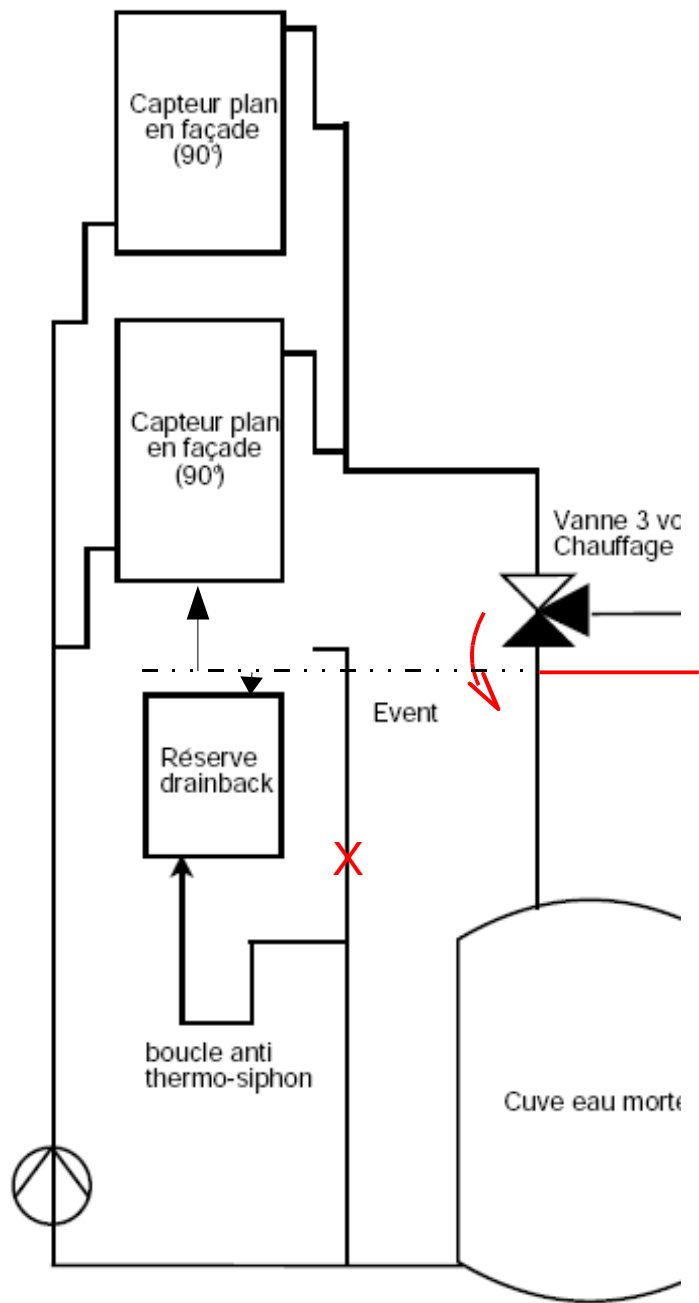 Capteur plan
en façade
(90°)
Capteur plan
en façade
(90°)
Vanne 3 vo
Chauffage
Event
Réserve
drainback
X
boucle anti
thermo-siphon
Cuve eau morte